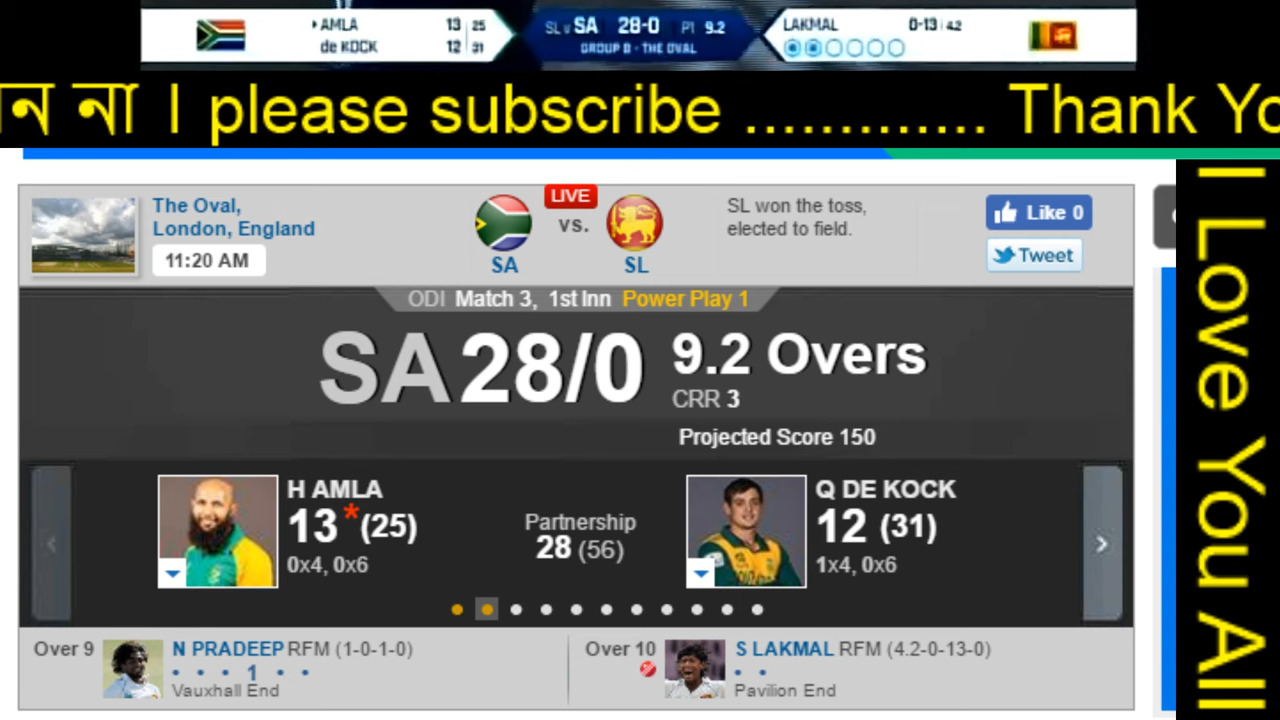 AMLA 13 25
de KOCK 12 31
SL v SA 28-0 P1 9.2
GROUP B - THE OVAL
LAKMAL 0-13 4.2
ন না । please subscribe ............. Thank Yo
The Oval,
London, England
11:20 AM
LIVE
vs.
SA
SL
SL won the toss,
elected to field.
Like 0
Tweet
ODI Match 3, 1st Inn Power Play 1
SA 28/0
9.2 Overs
CRR 3
Projected Score 150
H AMLA
13*(25)
0x4, 0x6
Partnership
28 (56)
Q DE KOCK
12 (31)
1x4, 0x6
Over 9
N PRADEEP RFM (1-0-1-0)
• • • 1 • •
Vauxhall End
Over 10
S LAKMAL RFM (4.2-0-13-0)
• •
Pavilion End
I Love You All